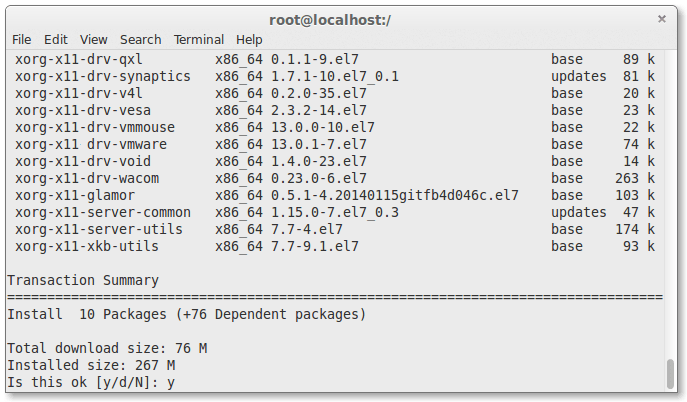 root@localhost:/
File Edit View Search Terminal Help
xorg-x11-drv-qxl x86_64 0.1.1-9.el7 base 89 k
xorg-x11-drv-synaptics x86_64 1.7.1-10.el7_0.1 updates 81 k
xorg-x11-drv-v4l x86_64 0.2.0-35.el7 base 20 k
xorg-x11-drv-vesa x86_64 2.3.2-14.el7 base 23 k
xorg-x11-drv-vmmouse x86_64 13.0.0-10.el7 base 22 k
xorg-x11 drv-vmware x86_64 13.0.1-7.el7 base 74 k
xorg-x11-drv-void x86_64 1.4.0-23.el7 base 14 k
xorg-x11-drv-wacom x86_64 0.23.0-6.el7 base 263 k
xorg-x11-glamor x86_64 0.5.1-4.20140115gitfb4d046c.el7 base 103 k
xorg-x11-server-common x86_64 1.15.0-7.el7_0.3 updates 47 k
xorg-x11-server-utils x86_64 7.7-4.el7 base 174 k
xorg-x11-xkb-utils x86_64 7.7-9.1.el7 base 93 k
Transaction Summary
================================================================================
Install 10 Packages (+76 Dependent packages)
Total download size: 76 M
Installed size: 267 M
Is this ok [y/d/N]: y